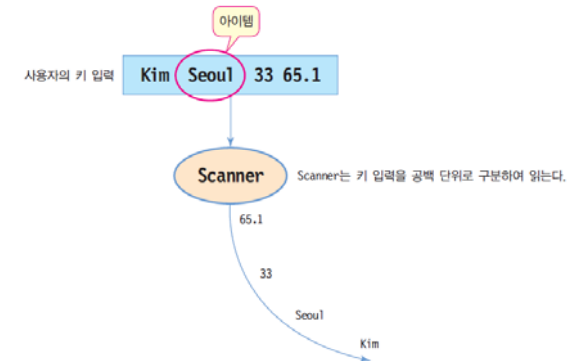 아이템
사용자의 키 입력
Kim Seoul 33 65.1
Scanner
Scanner는 키 입력을 공백 단위로 구분하여 읽는다.
65.1
33
Seoul
Kim